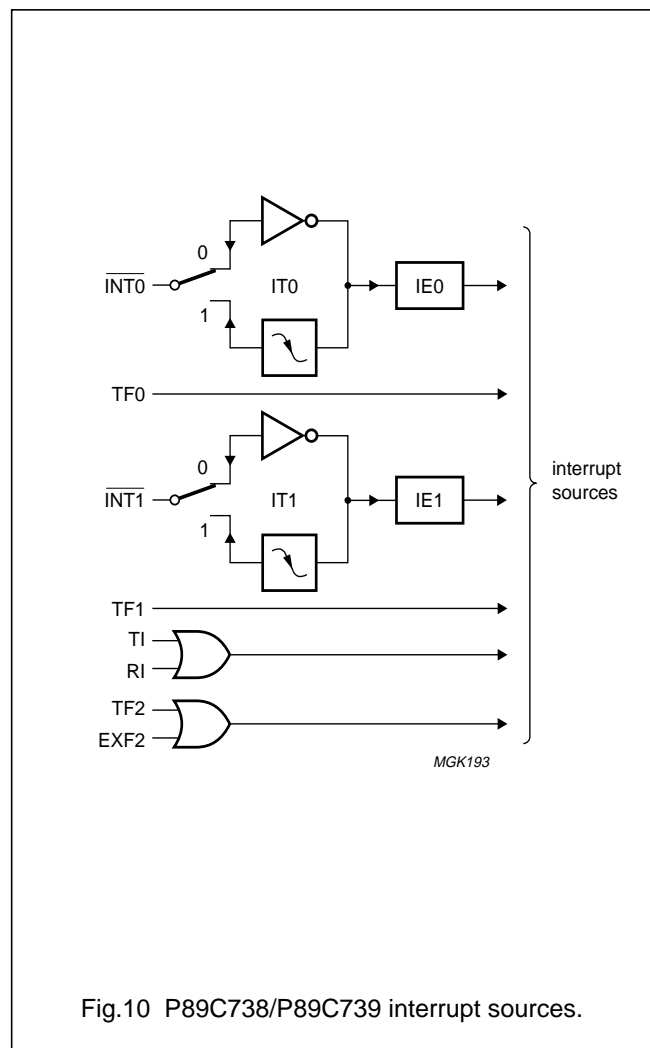 0
INT0
IT0
IE0
1
TF0
0
INT1
IT1
IE1
1
interrupt
sources
TF1
TI
RI
TF2
EXF2
MGK193
Fig.10 P89C738/P89C739 interrupt sources.